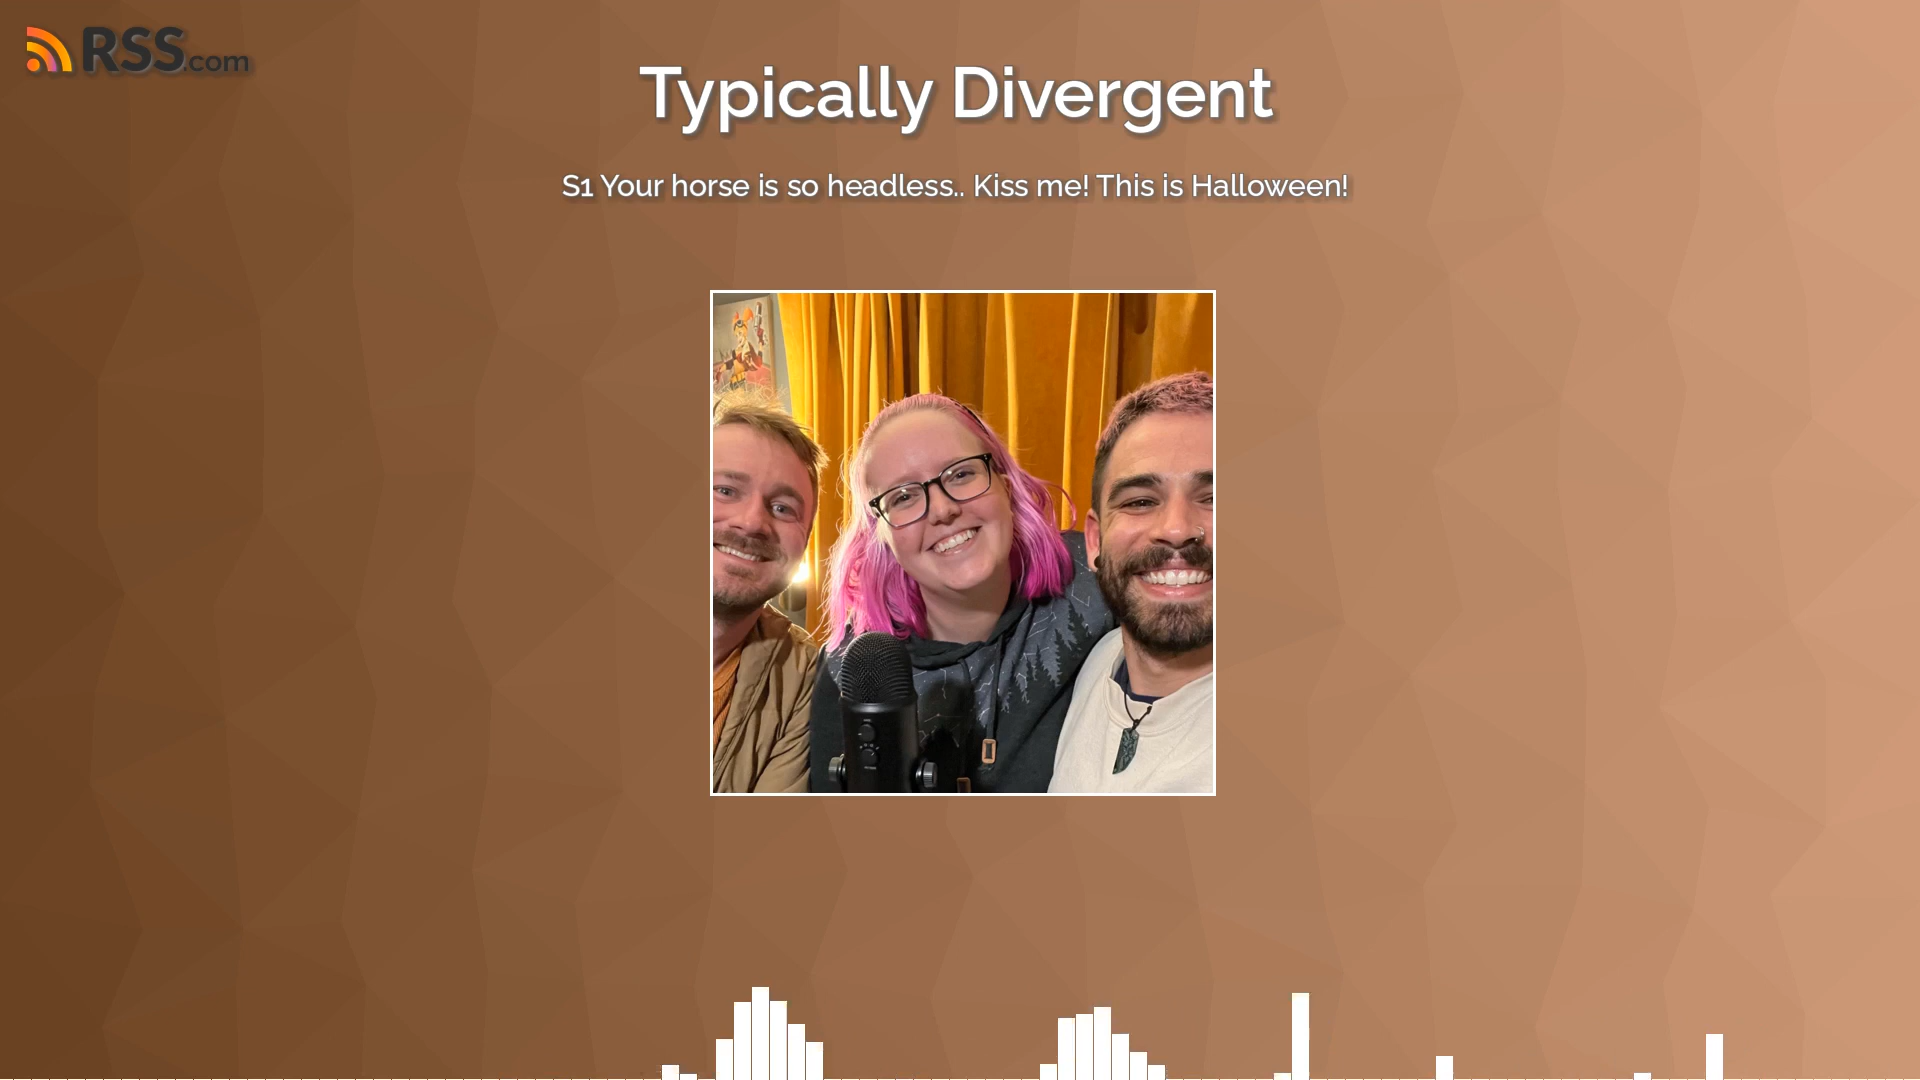 RSS.com
Typically Divergent
S1 Your horse is so headless.. Kiss me! This is Halloween!